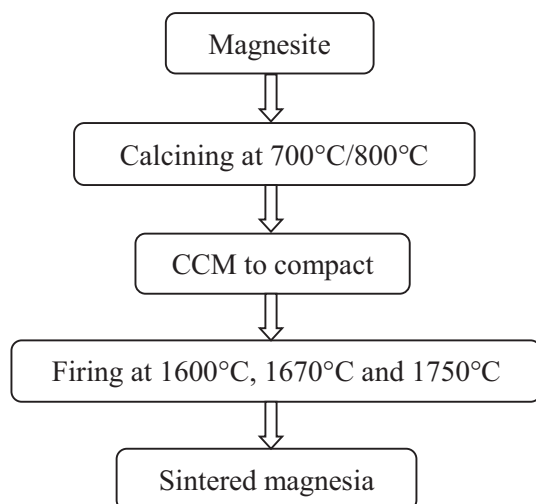 Magnesite
Calcining at 700°C/800°C
CCM to compact
Firing at 1600°C, 1670°C and 1750°C
Sintered magnesia